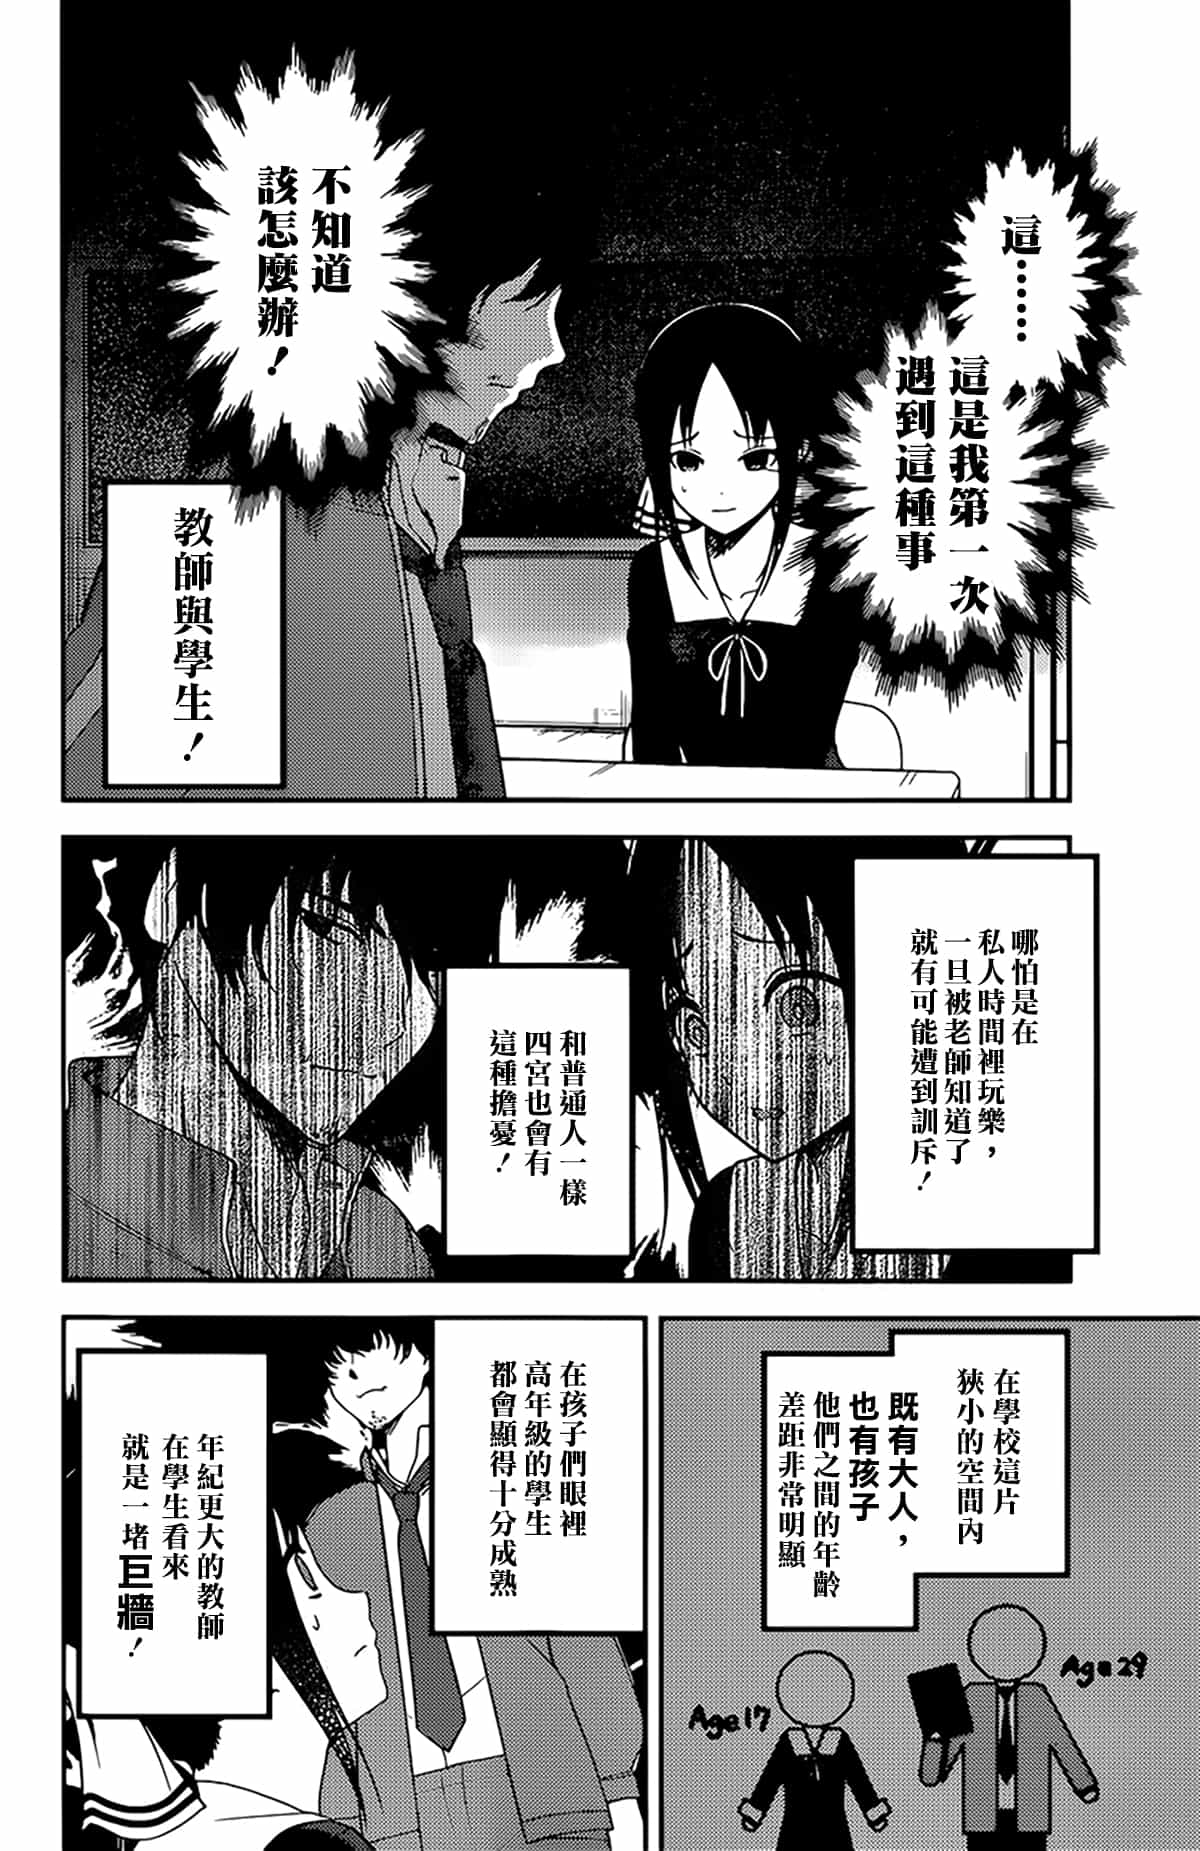 這……
這是我第一次
遇到這種事
不知道
該怎麼辦！
教師與學生！
哪怕是在
私人時間裡玩樂，
一旦被老師知道了
就有可能遭到訓斥！
和普通人一樣
四宮也會有
這種擔憂！
在學校這片
狹小的空間內
既有大人，
也有孩子
他們之間的年齡
差距非常明顯
Age29
Age17
在孩子們眼裡
高年級的學生
都會顯得十分成熟
年紀更大的教師
在學生看來
就是一堵巨牆！